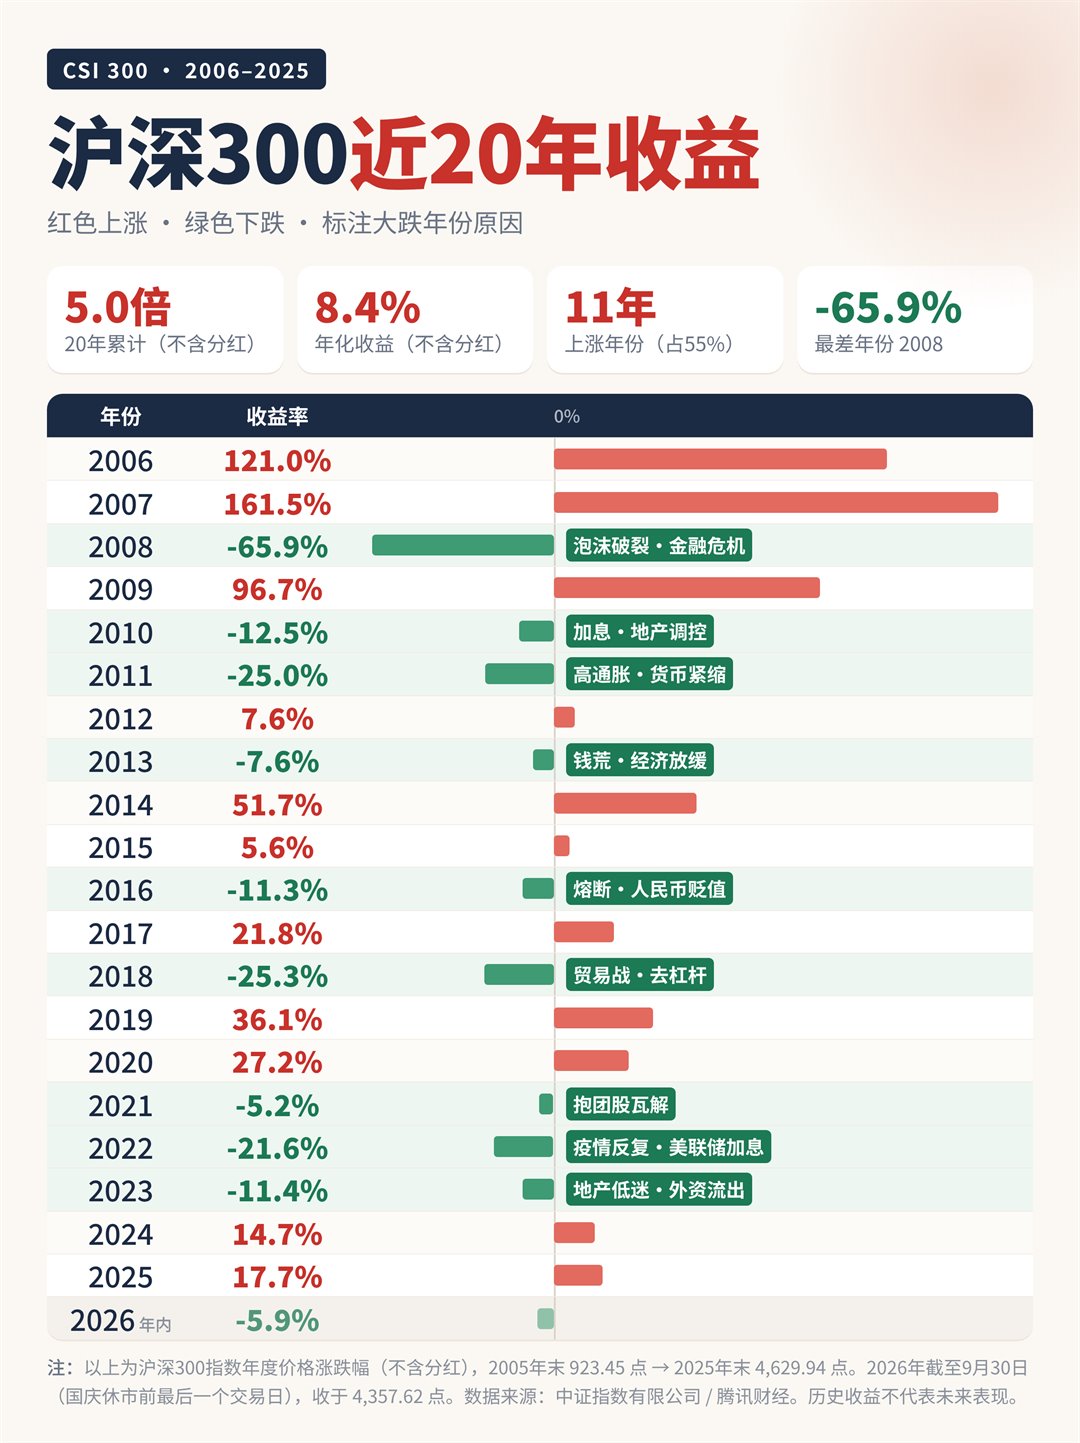 CSI 300 · 2006–2025
沪深300近20年收益
红色上涨 · 绿色下跌 · 标注大跌年份原因
5.0倍
20年累计（不含分红）
8.4%
年化收益（不含分红）
11年
上涨年份（占55%）
-65.9%
最差年份 2008
年份 收益率 0%
2006 121.0%
2007 161.5%
2008 -65.9% 泡沫破裂·金融危机
2009 96.7%
2010 -12.5% 加息·地产调控
2011 -25.0% 高通胀·货币紧缩
2012 7.6%
2013 -7.6% 钱荒·经济放缓
2014 51.7%
2015 5.6%
2016 -11.3% 熔断·人民币贬值
2017 21.8%
2018 -25.3% 贸易战·去杠杆
2019 36.1%
2020 27.2%
2021 -5.2% 抱团股瓦解
2022 -21.6% 疫情反复·美联储加息
2023 -11.4% 地产低迷·外资流出
2024 14.7%
2025 17.7%
2026 年内 -5.9%
注：以上为沪深300指数年度价格涨跌幅（不含分红），2005年末 923.45 点 → 2025年末 4,629.94 点。2026年截至9月30日
（国庆休市前最后一个交易日），收于 4,357.62 点。数据来源：中证指数有限公司 / 腾讯财经。历史收益不代表未来表现。